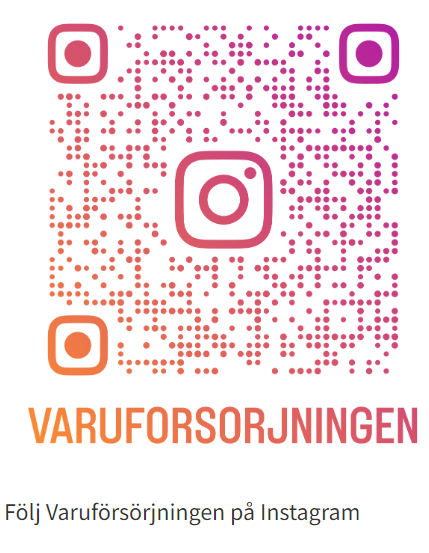 VARUFORSORJNINGEN
Följ Varuförsörjningen på Instagram